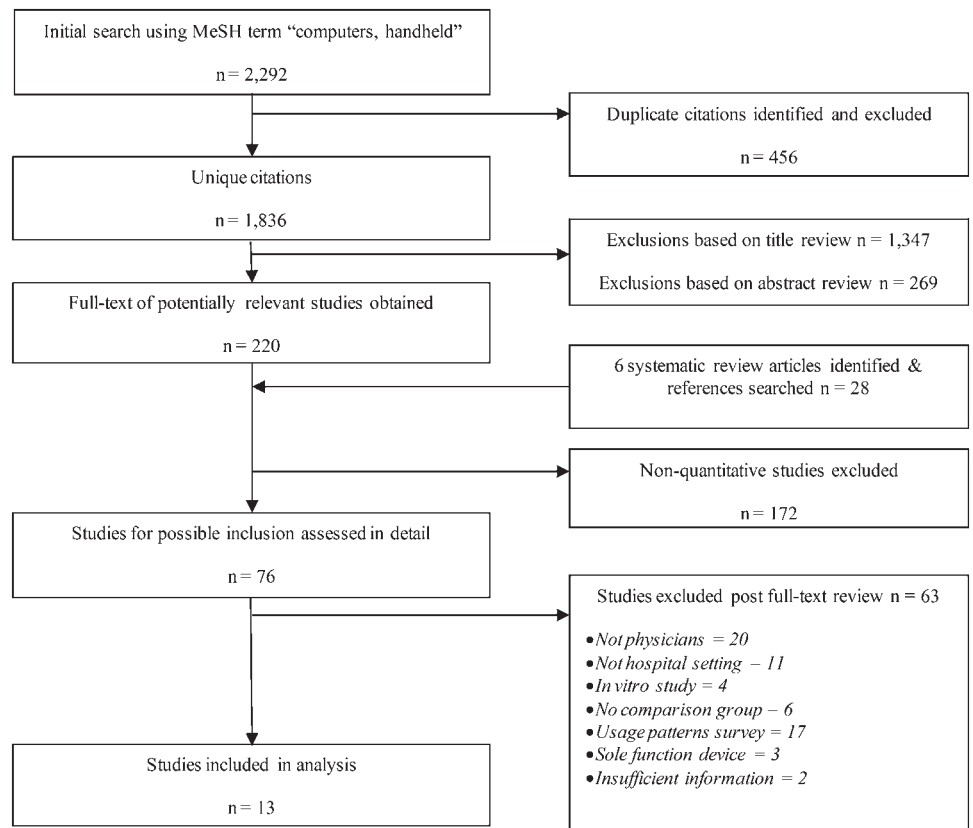 Initial search using MeSH term “computers, handheld”
n = 2,292
Duplicate citations identified and excluded
n = 456
Unique citations
n = 1,836
Exclusions based on title review n = 1,347
Exclusions based on abstract review n = 269
Full-text of potentially relevant studies obtained
n = 220
6 systematic review articles identified &
references searched n = 28
Non-quantitative studies excluded
n = 172
Studies for possible inclusion assessed in detail
n = 76
Studies excluded post full-text review n = 63
•Not physicians = 20
•Not hospital setting – 11
•In vitro study = 4
•No comparison group – 6
•Usage patterns survey = 17
•Sole function device = 3
•Insufficient information = 2
Studies included in analysis
n = 13